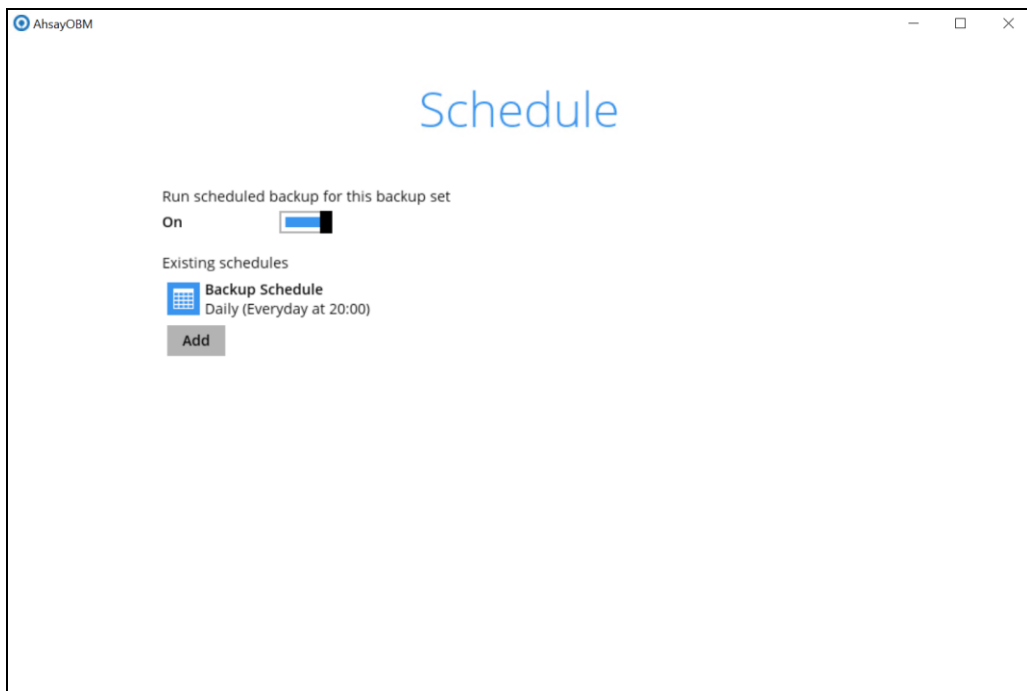 AhsayOBM
Schedule
Run scheduled backup for this backup set
On
Existing schedules
Backup Schedule
Daily (Everyday at 20:00)
Add